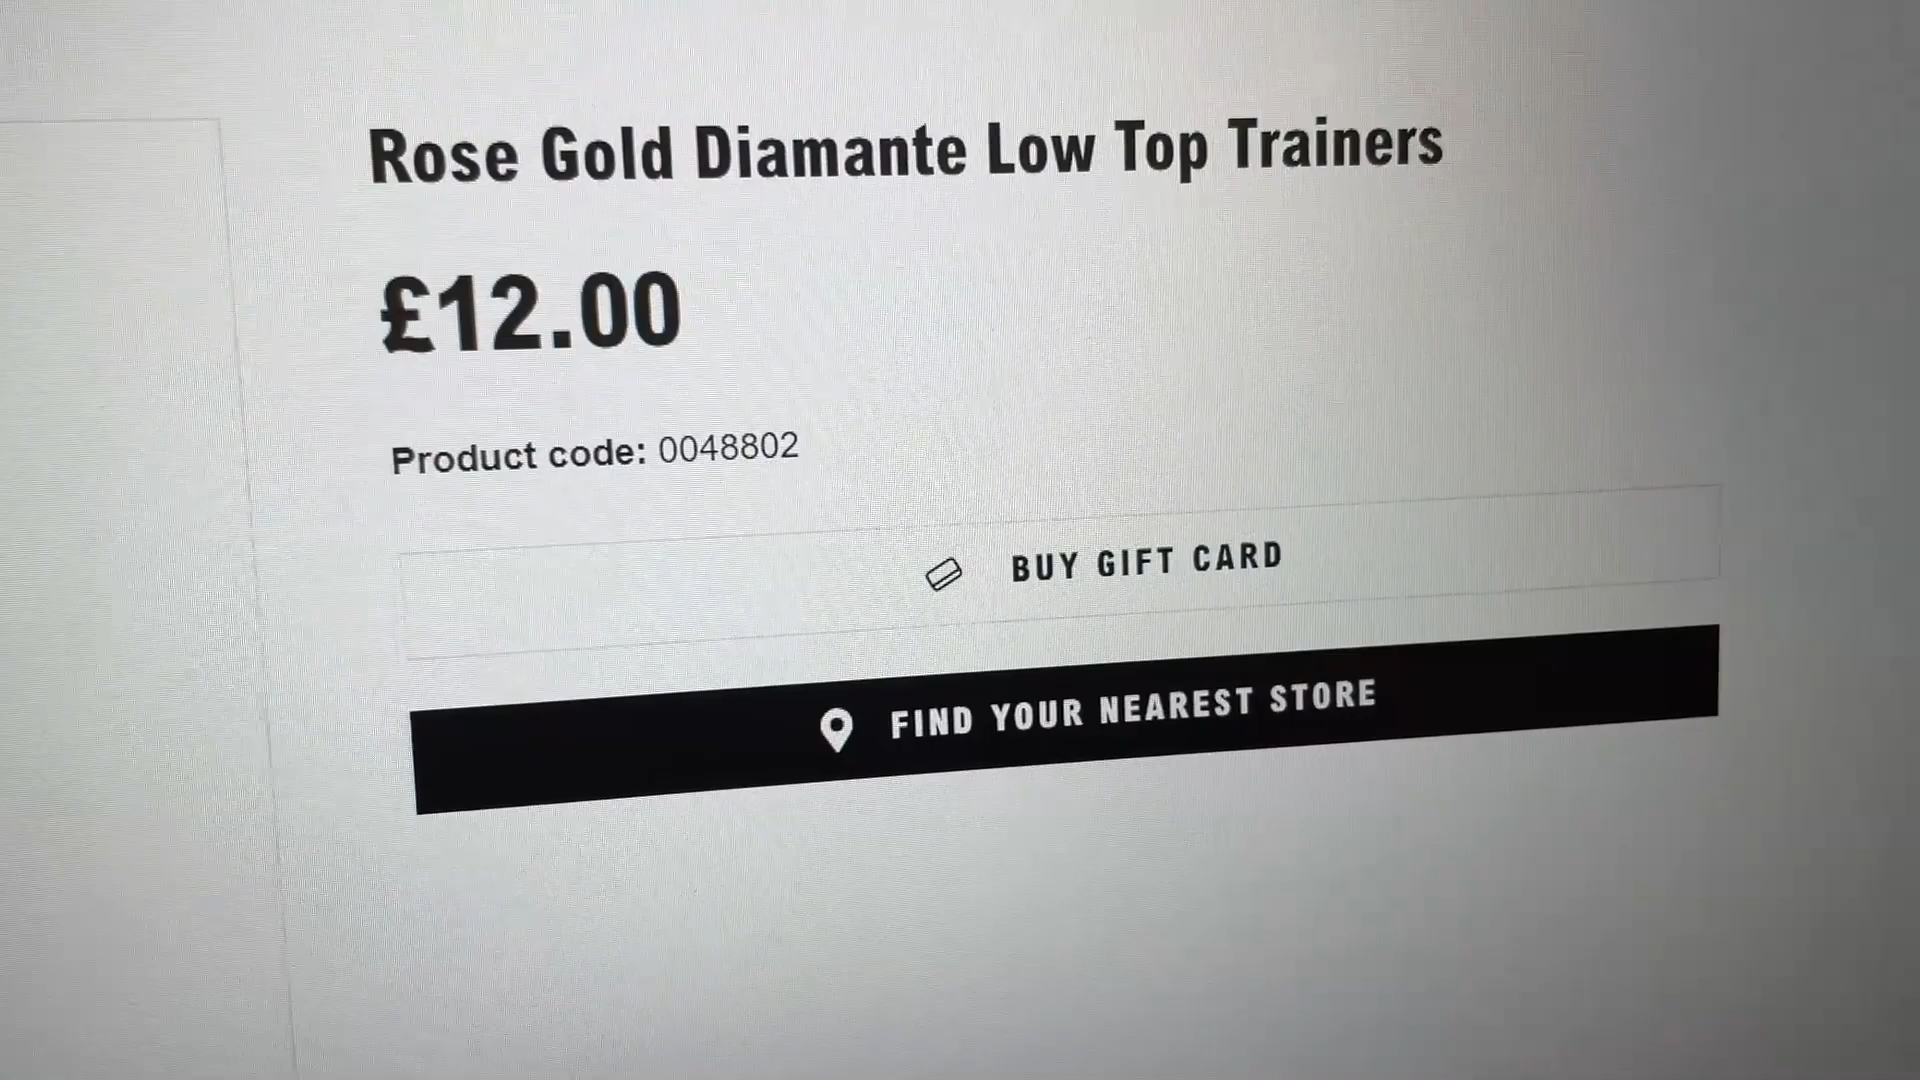 Rose Gold Diamante Low Top Trainers
£12.00
Product code: 0048802
BUY GIFT CARD
FIND YOUR NEAREST STORE